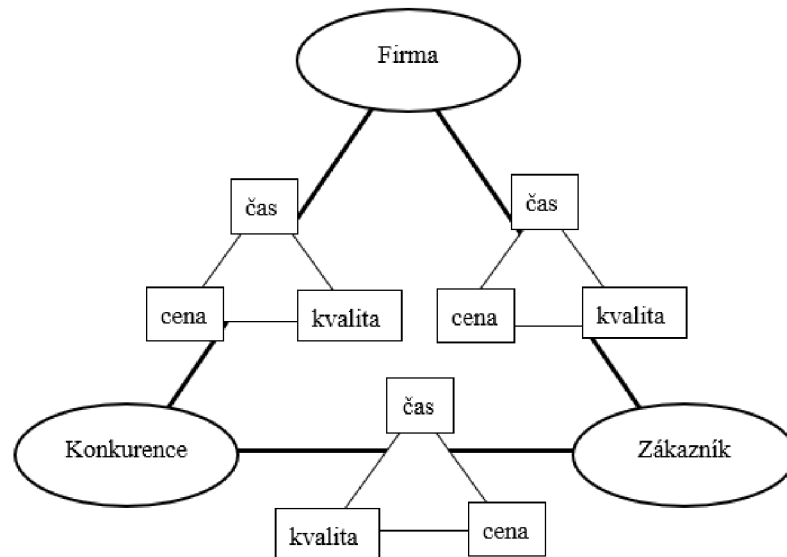 Firma
čas
čas
cena
kvalita
cena
kvalita
čas
Konkurence
Zákazník
kvalita
cena